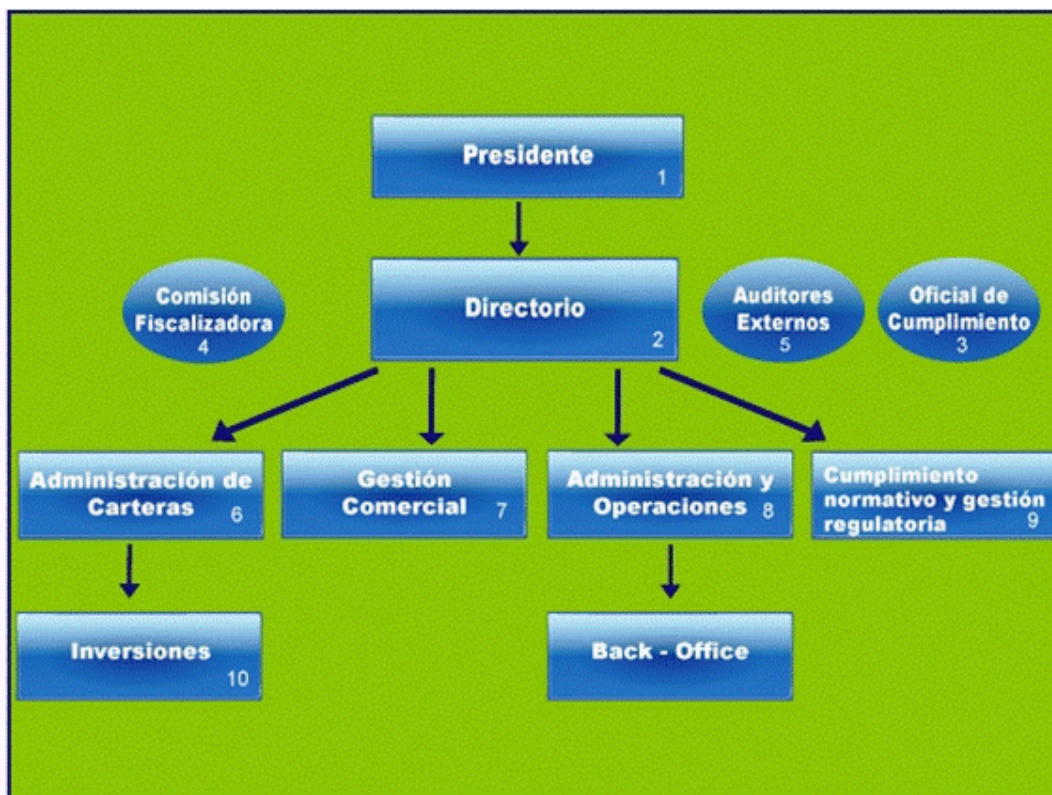 Presidente
1
Comisión
Fiscalizadora
4
Directorio
2
Auditores
Externos
5
Oficial de
Cumplimiento
3
Administración de
Carteras 6
Gestión
Comercial 7
Administración y
Operaciones 8
Cumplimiento
normativo y gestión
regulatoria 9
Inversiones
10
Back - Office